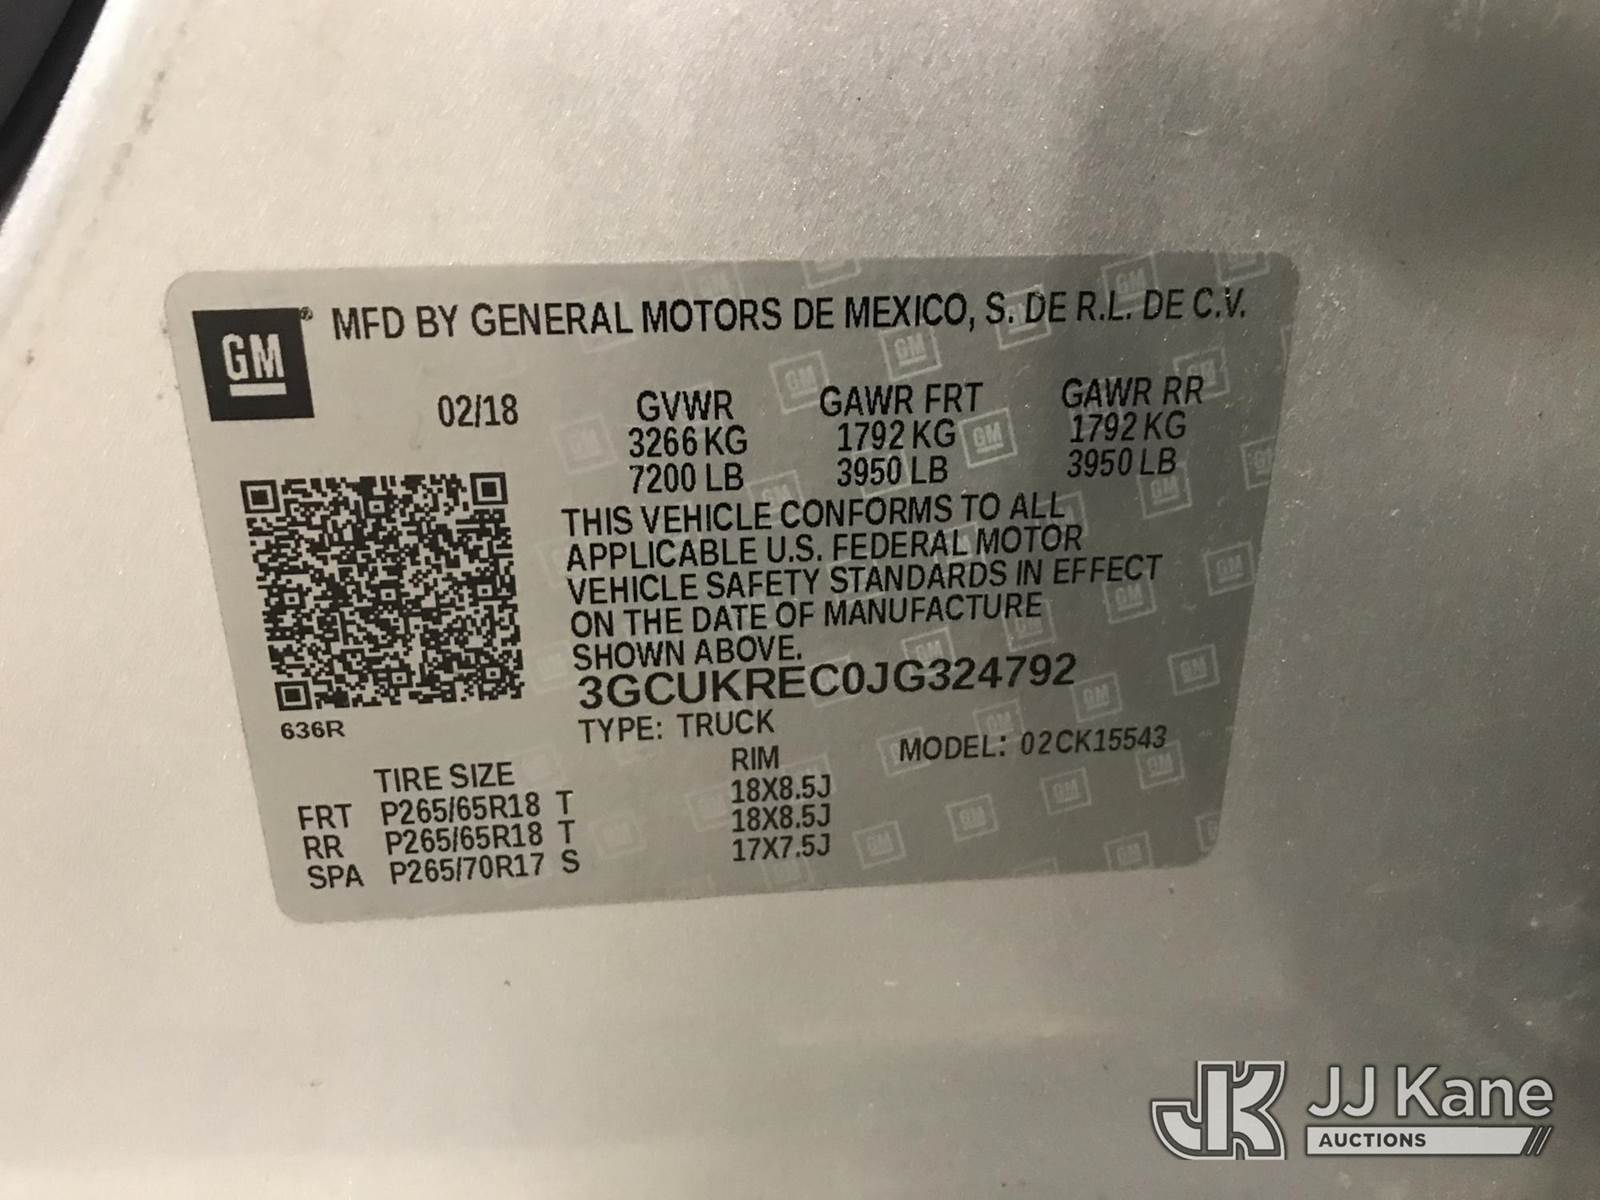 GM® MFD BY GENERAL MOTORS DE MEXICO, S. DE R.L. DE C.V.
02/18 GVWR GAWR FRT GAWR RR
3266 KG 1792 KG 1792 KG
7200 LB 3950 LB 3950 LB
THIS VEHICLE CONFORMS TO ALL
APPLICABLE U.S. FEDERAL MOTOR
VEHICLE SAFETY STANDARDS IN EFFECT
ON THE DATE OF MANUFACTURE
SHOWN ABOVE.
3GCUKREC0JG324792
636R TYPE: TRUCK
MODEL: 02CK15543
TIRE SIZE RIM
FRT P265/65R18 T 18X8.5J
RR P265/65R18 T 18X8.5J
SPA P265/70R17 S 17X7.5J
JK JJ Kane
AUCTIONS